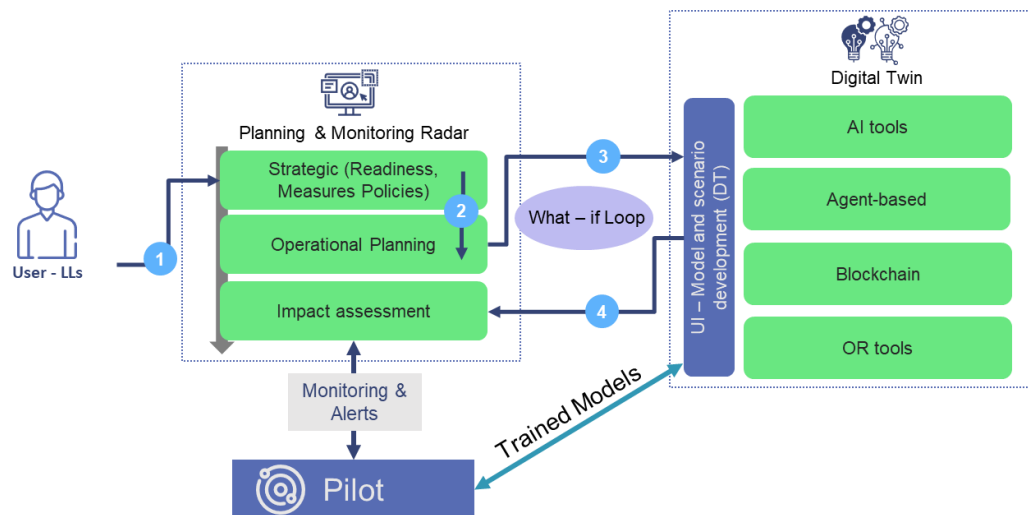 Digital Twin
Planning & Monitoring Radar
AI tools
Strategic (Readiness,
Measures Policies)
3
2
What – if Loop
Agent-based
UI – Model and scenario
development (DT)
Operational Planning
1
User - LLs
Blockchain
Impact assessment
4
OR tools
Monitoring &
Alerts
Trained Models
Pilot